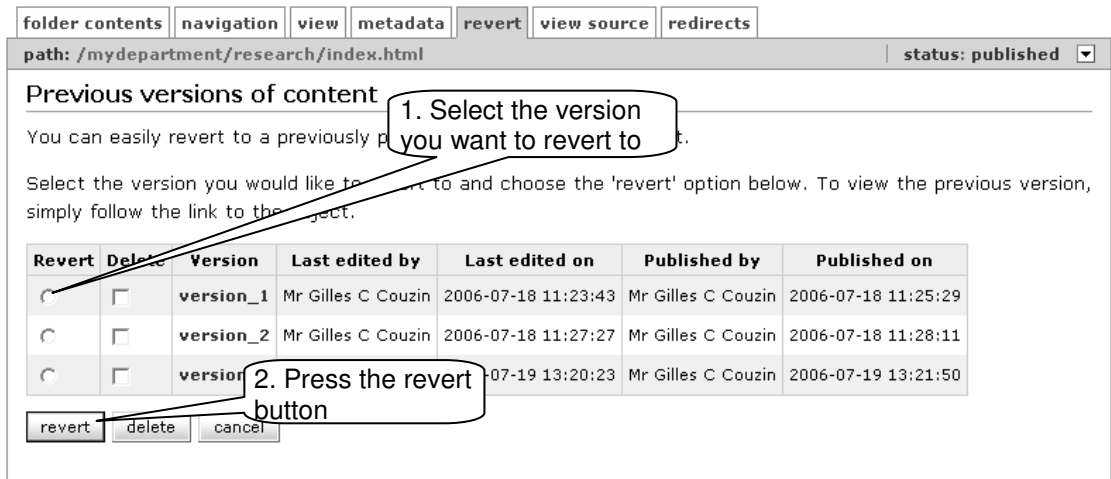 folder contents navigation view metadata revert view source redirects
path: /mydepartment/research/index.html status: published
Previous versions of content
1. Select the version
you want to revert to
You can easily revert to a previously t.
Select the version you would like to to and choose the 'revert' option below. To view the previous version,
simply follow the link to the
Revert Delete Version Last edited by Last edited on Published by Published on
version_1 Mr Gilles C Couzin 2006-07-18 11:23:43 Mr Gilles C Couzin 2006-07-18 11:25:29
version_2 Mr Gilles C Couzin 2006-07-18 11:27:27 Mr Gilles C Couzin 2006-07-18 11:28:11
version -07-19 13:20:23 Mr Gilles C Couzin 2006-07-19 13:21:50
2. Press the revert
button
revert delete cancel